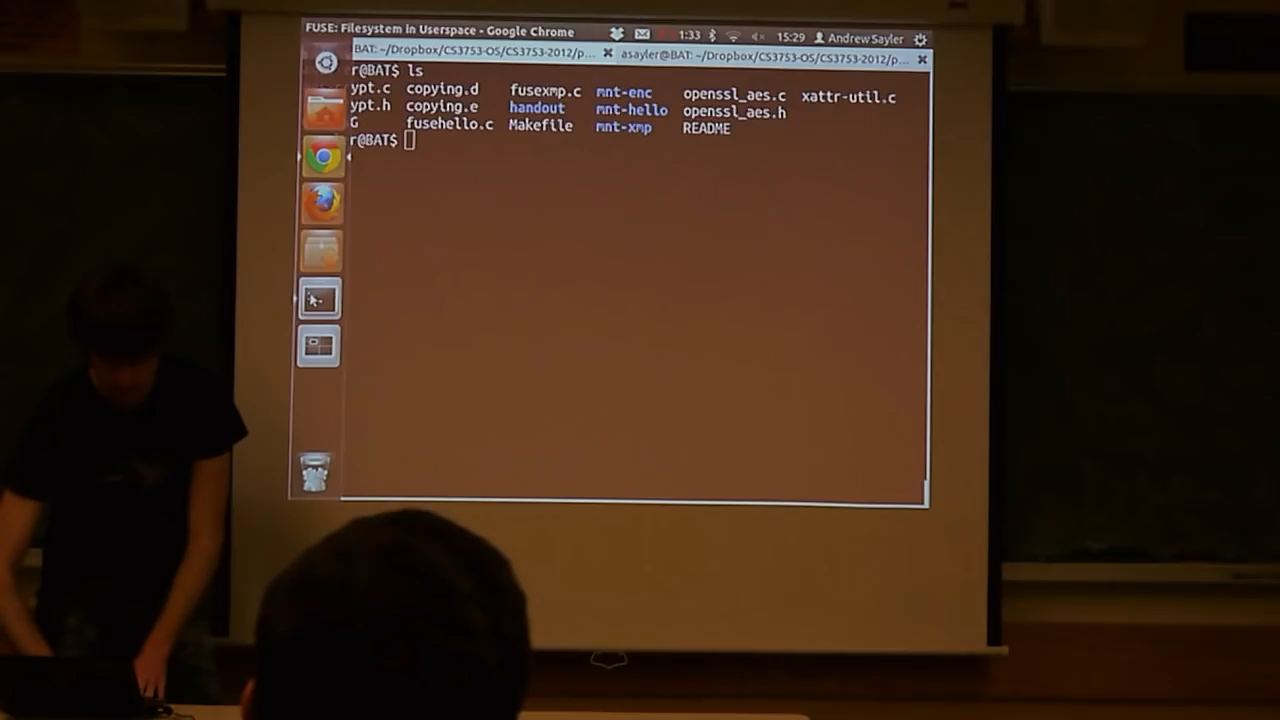 FUSE: Filesystem in Userspace - Google Chrome 1:33 15:29 Andrew Sayler
BAT: ~/Dropbox/CS3753-OS/CS3753-2012/p... asayler@BAT: ~/Dropbox/CS3753-OS/CS3753-2012/p...
r@BAT$ ls
ypt.c copying.d fusexmp.c mnt-enc openssl_aes.c xattr-util.c
ypt.h copying.e handout mnt-hello openssl_aes.h
G fusehello.c Makefile mnt-xmp README
r@BAT$